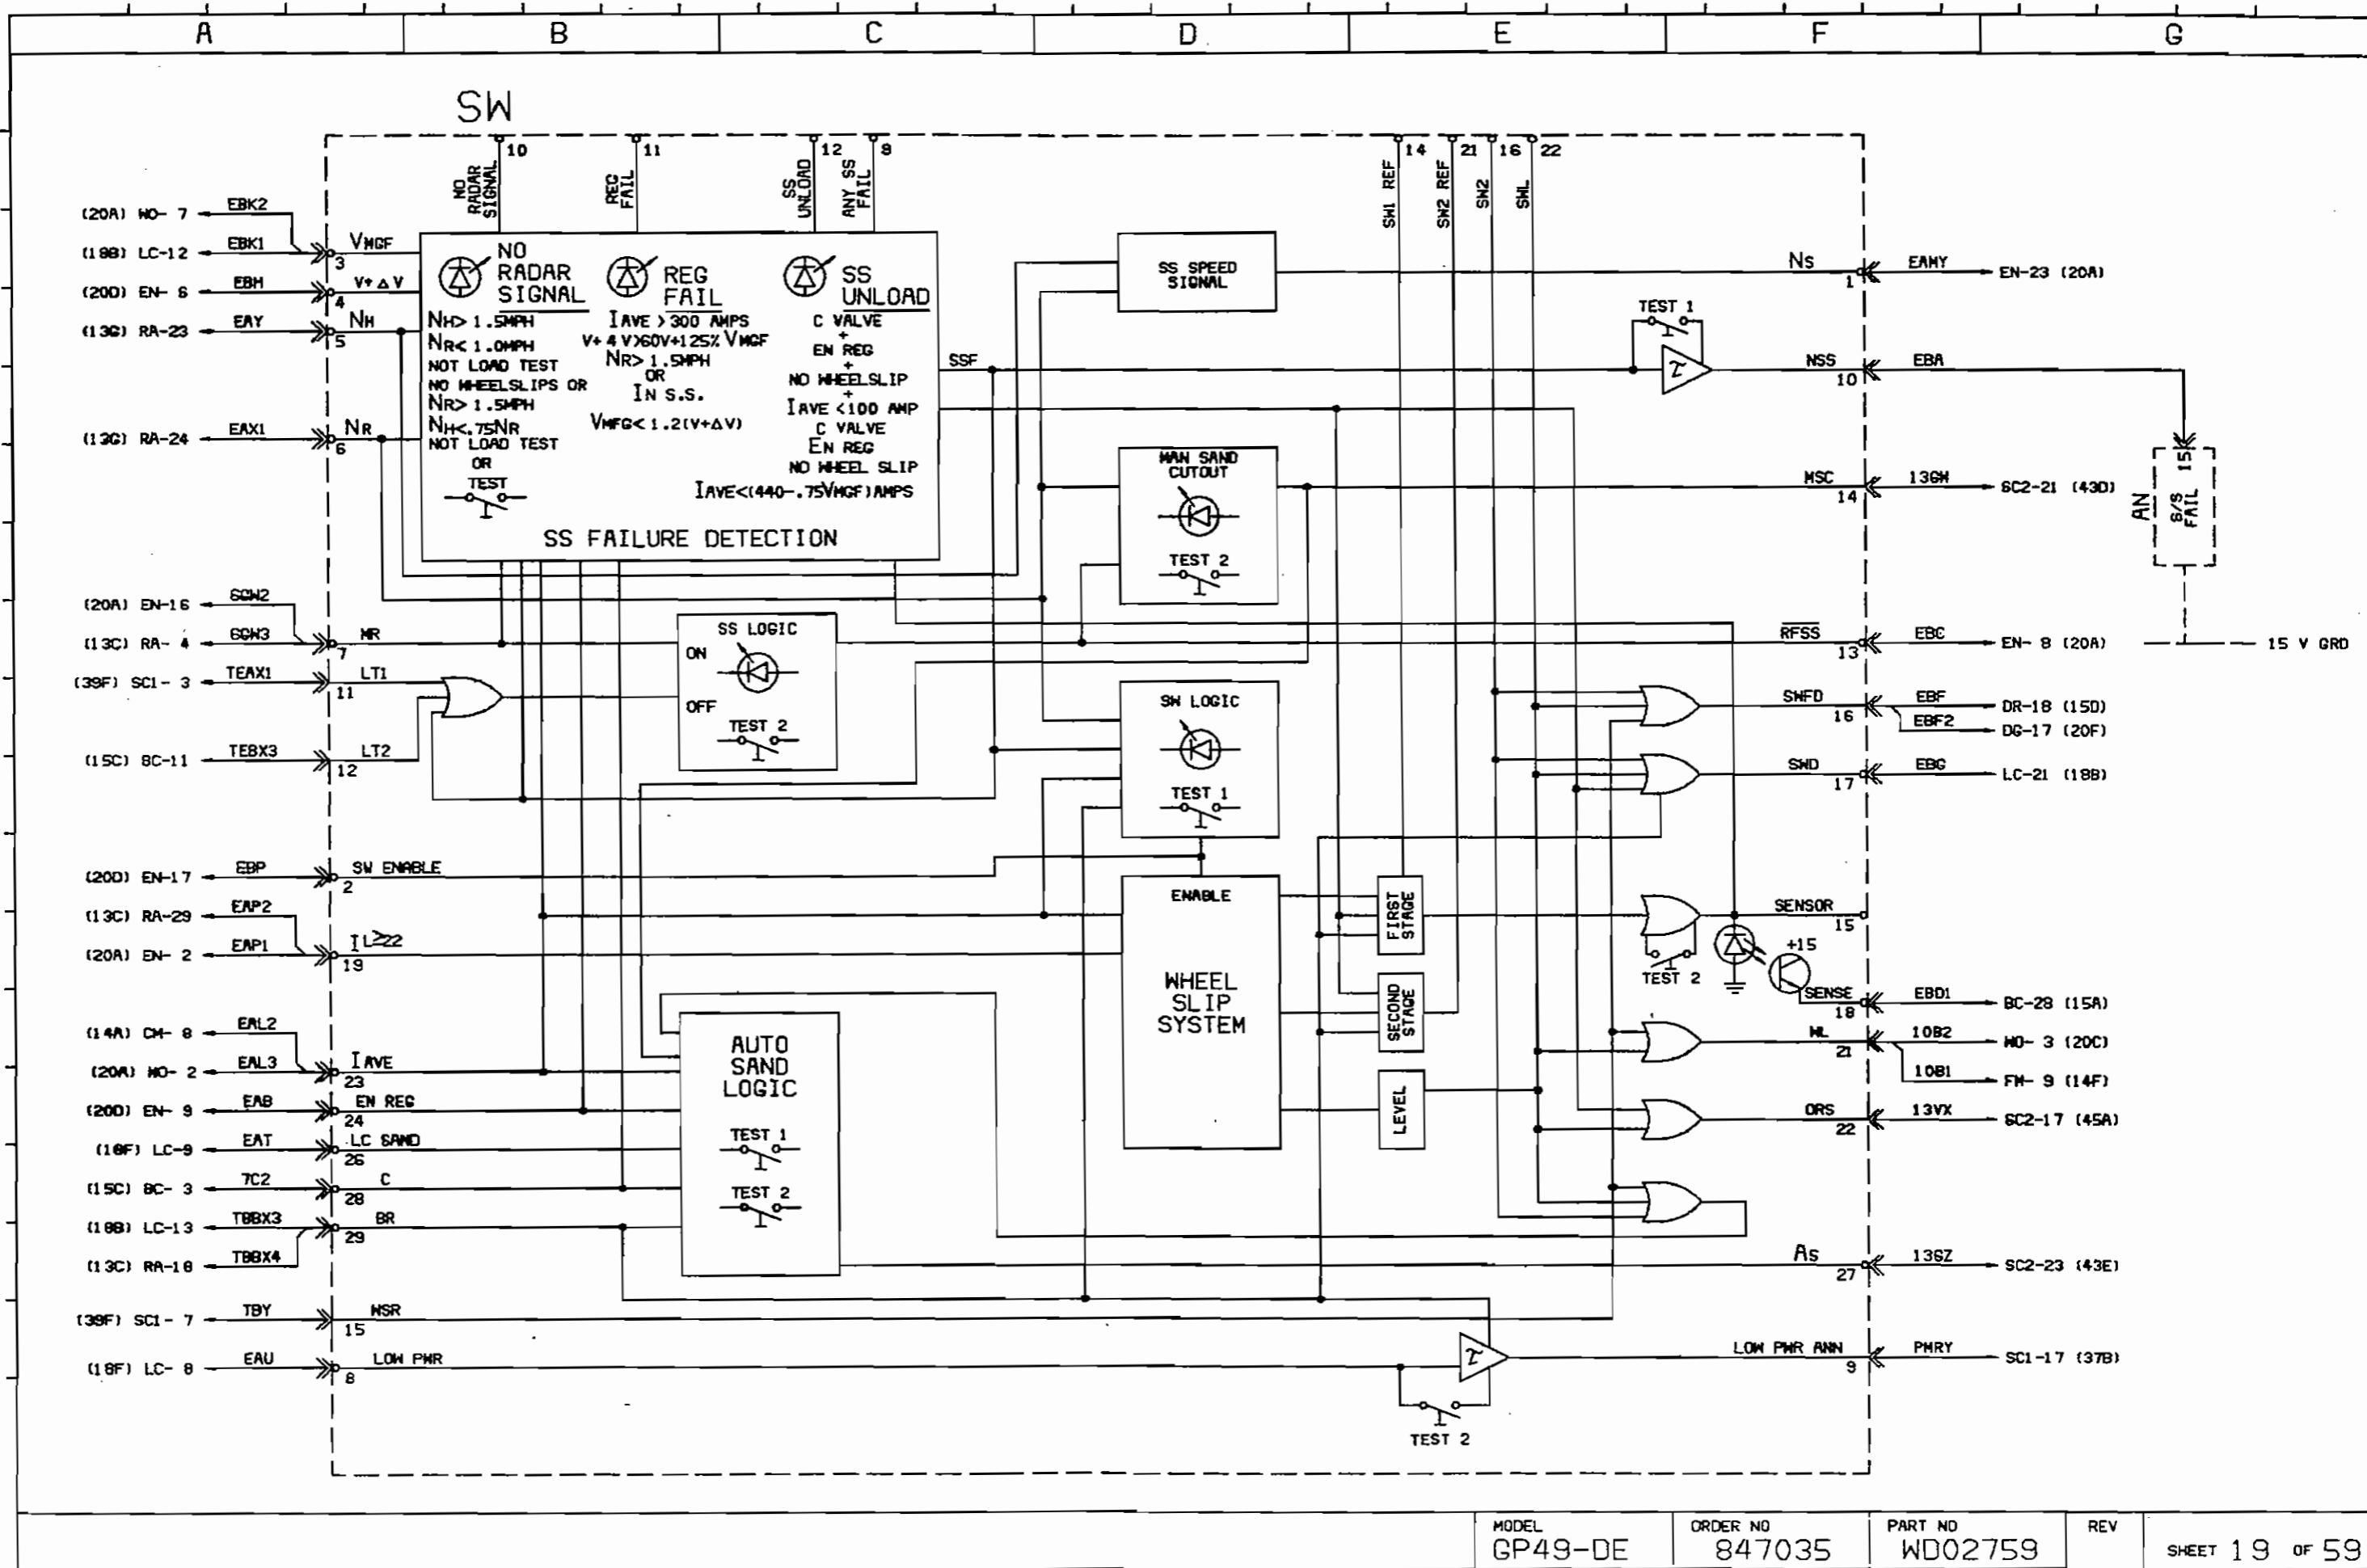 A B C D E F G
SW
10 11 12 9 14 21 16 22
NO RADAR SIGNAL
REG FAIL
SS UNLOAD
ANY SS FAIL
SW1 REF
SW2 REF
SW2
SWL
(20A) WO- 7 EBK2
(18B) LC-12 EBK1 3 VMGF
(20D) EN- 6 EBH 4 V+ΔV
(13G) RA-23 EAY 5 NH
(13G) RA-24 EAX1 6 NR
NO RADAR SIGNAL
NH> 1.5MPH
NR< 1.0MPH
NOT LOAD TEST
NO WHEELSLIPS OR
NR> 1.5MPH
NH<.75NR
NOT LOAD TEST
OR
TEST
REG FAIL
IAVE > 300 AMPS
V+ 4 V>60V+125% VMGF
NR> 1.5MPH
OR
IN S.S.
VMFG< 1.2(V+ΔV)
SS UNLOAD
C VALVE
+
EN REG
+
NO WHEELSLIP
+
IAVE <100 AMP
C VALVE
EN REG
NO WHEEL SLIP
IAVE<(440-.75VMGF)AMPS
SS FAILURE DETECTION
SSF
SS SPEED SIGNAL
MAN SAND CUTOUT
TEST 2
TEST 1
τ
NS 1 EAMY EN-23 (20A)
NSS 10 EBA
MSC 14 13GH SC2-21 (43D)
AN
S/S FAIL 15
15 V GRD
(20A) EN-16 6GW2
(13C) RA- 4 6GW3 7 MR
(39F) SC1- 3 TEAX1 11 LT1
(15C) BC-11 TEBX3 12 LT2
SS LOGIC
ON
OFF
TEST 2
SW LOGIC
TEST 1
RFSS 13 EBC EN- 8 (20A)
SWFD 16 EBF DR-18 (15D)
EBF2 DG-17 (20F)
SWD 17 EBG LC-21 (18B)
(20D) EN-17 EBP 2 SW ENABLE
(13C) RA-29 EAP2
(20A) EN- 2 EAP1 19 IL≥22
ENABLE
WHEEL SLIP SYSTEM
FIRST STAGE
SECOND STAGE
LEVEL
TEST 2
SENSOR 15
+15
SENSE 18 EBD1 BC-28 (15A)
WL 21 10B2 WO- 3 (20C)
10B1 FM- 9 (14F)
ORS 22 13VX SC2-17 (45A)
(14A) CM- 8 EAL2
(20A) WO- 2 EAL3 23 IAVE
(20D) EN- 9 EAB 24 EN REG
(18F) LC-9 EAT 26 LC SAND
(15C) BC- 3 7C2 28 C
(18B) LC-13 TBBX3 29 BR
(13C) RA-18 TBBX4
AUTO SAND LOGIC
TEST 1
TEST 2
AS 27 13GZ SC2-23 (43E)
(39F) SC1- 7 TBY 15 WSR
(18F) LC- 8 EAU 8 LOW PWR
τ
TEST 2
LOW PWR ANN 9 PMRY SC1-17 (37B)
MODEL GP49-DE
ORDER NO 847035
PART NO WD02759
REV
SHEET 19 OF 59